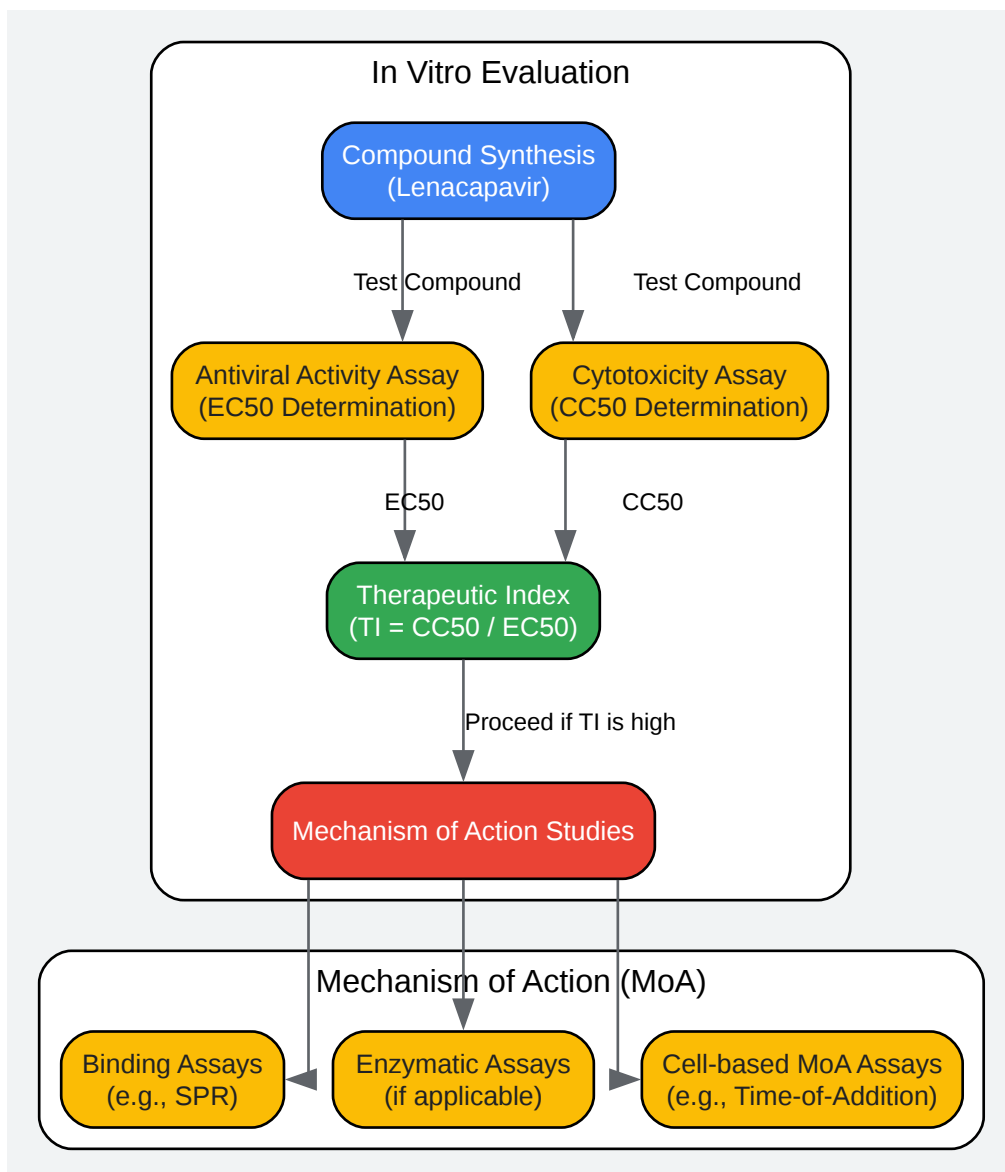 In Vitro Evaluation
Compound Synthesis
(Lenacapavir)
Test Compound
Test Compound
Antiviral Activity Assay
(EC50 Determination)
Cytotoxicity Assay
(CC50 Determination)
EC50
CC50
Therapeutic Index
(TI = CC50 / EC50)
Proceed if TI is high
Mechanism of Action Studies
Mechanism of Action (MoA)
Binding Assays
(e.g., SPR)
Enzymatic Assays
(if applicable)
Cell-based MoA Assays
(e.g., Time-of-Addition)